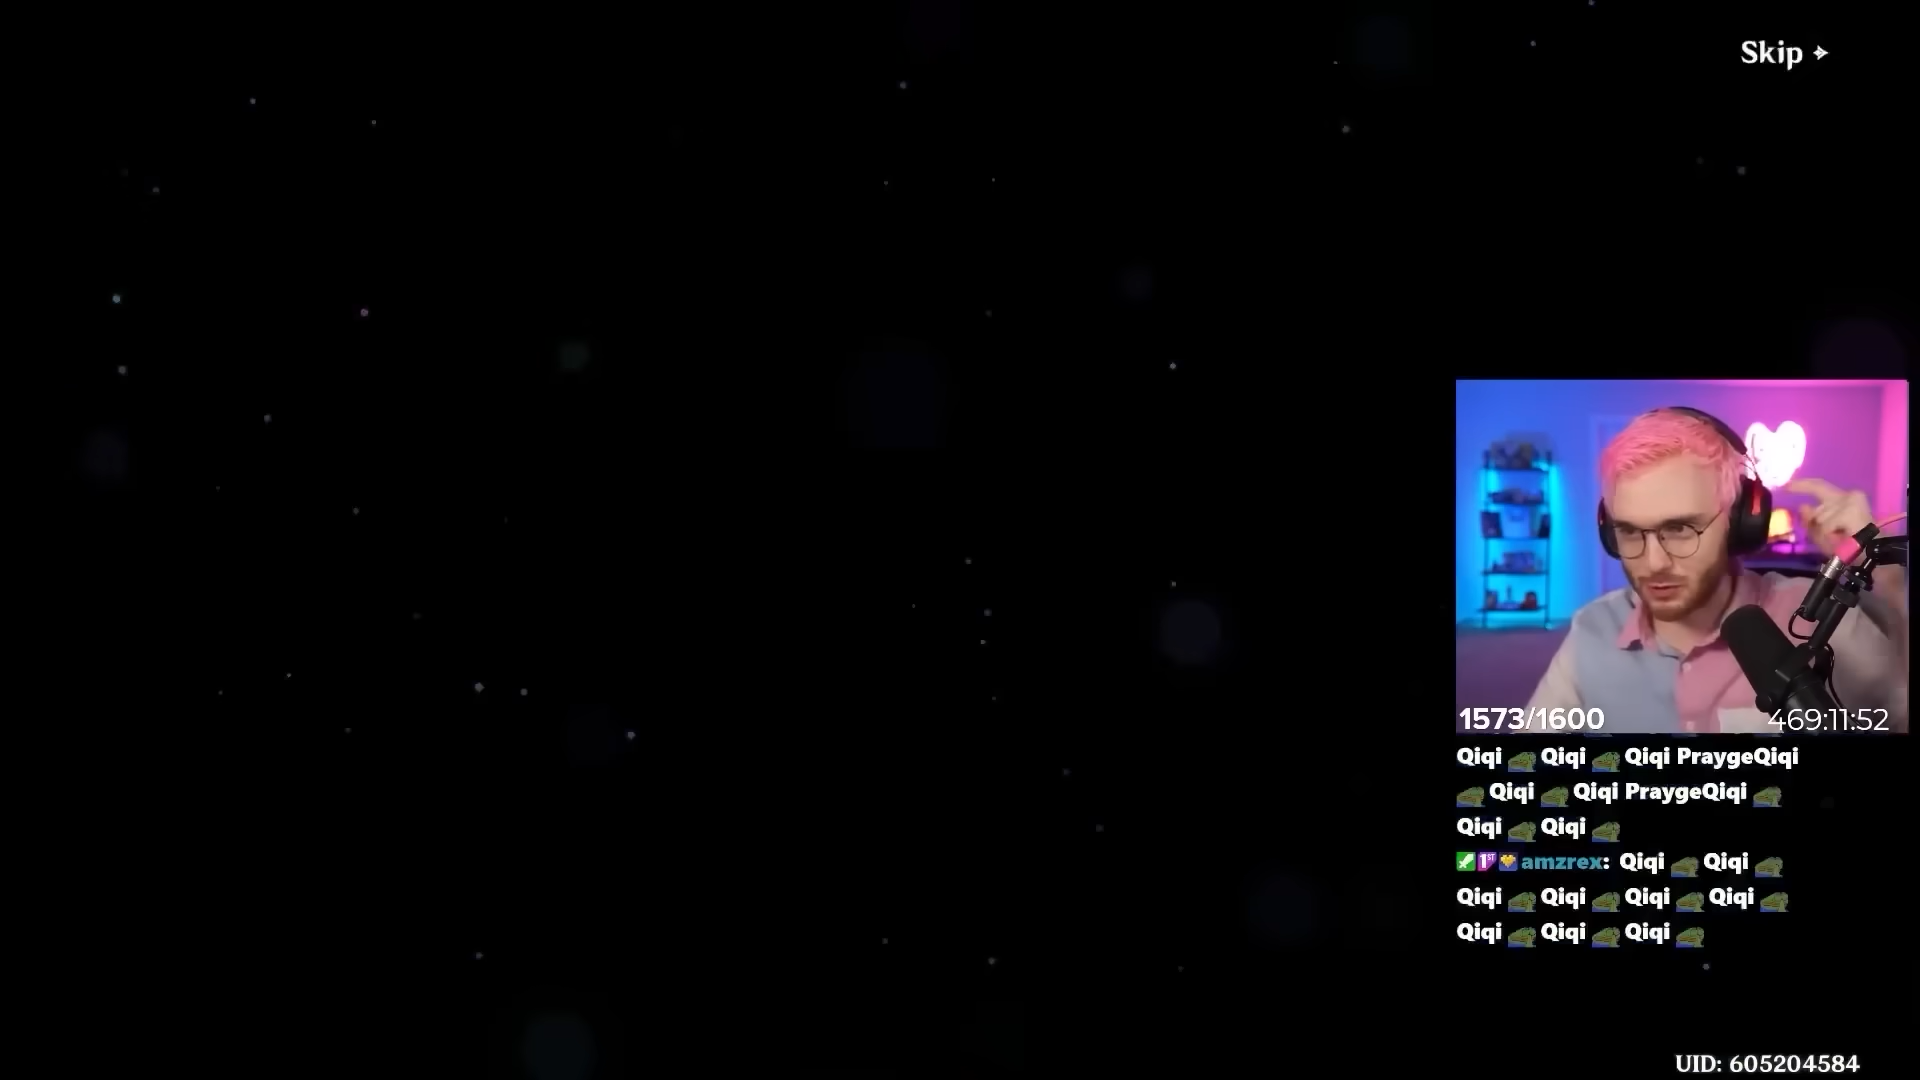 Skip
1573/1600
469:11:52
Qiqi Qiqi Qiqi PraygeQiqi
Qiqi Qiqi PraygeQiqi
Qiqi Qiqi
1ST amzrex: Qiqi Qiqi
Qiqi Qiqi Qiqi Qiqi
Qiqi Qiqi Qiqi
UID: 605204584